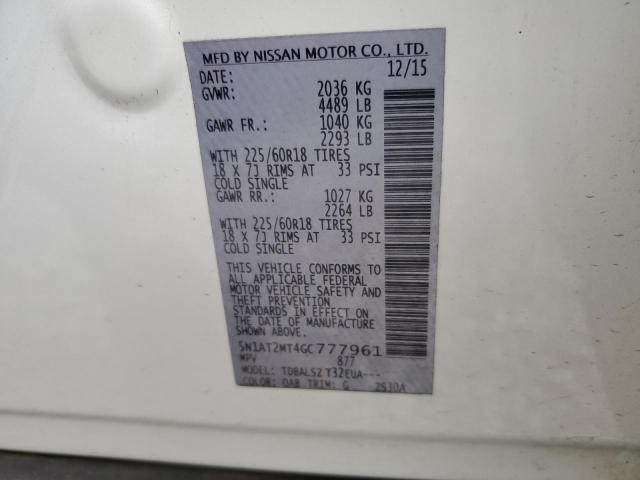 MFD BY NISSAN MOTOR CO., LTD.
DATE: 12/15
GVWR: 2036 KG
4489 LB
GAWR FR.: 1040 KG
2293 LB
WITH 225/60R18 TIRES
18 X 7J RIMS AT 33 PSI
COLD SINGLE
GAWR RR.: 1027 KG
2264 LB
WITH 225/60R18 TIRES
18 X 7J RIMS AT 33 PSI
COLD SINGLE
THIS VEHICLE CONFORMS TO
ALL APPLICABLE FEDERAL
MOTOR VEHICLE SAFETY AND
THEFT PREVENTION
STANDARDS IN EFFECT ON
DATE OF MANUFACTURE
SHOWN ABOVE.
5N1AT2MT4GC777961
MPV 877
MODEL: TDBALSZ T32EUA---
COLOR: QAB TRIM: G 2530A